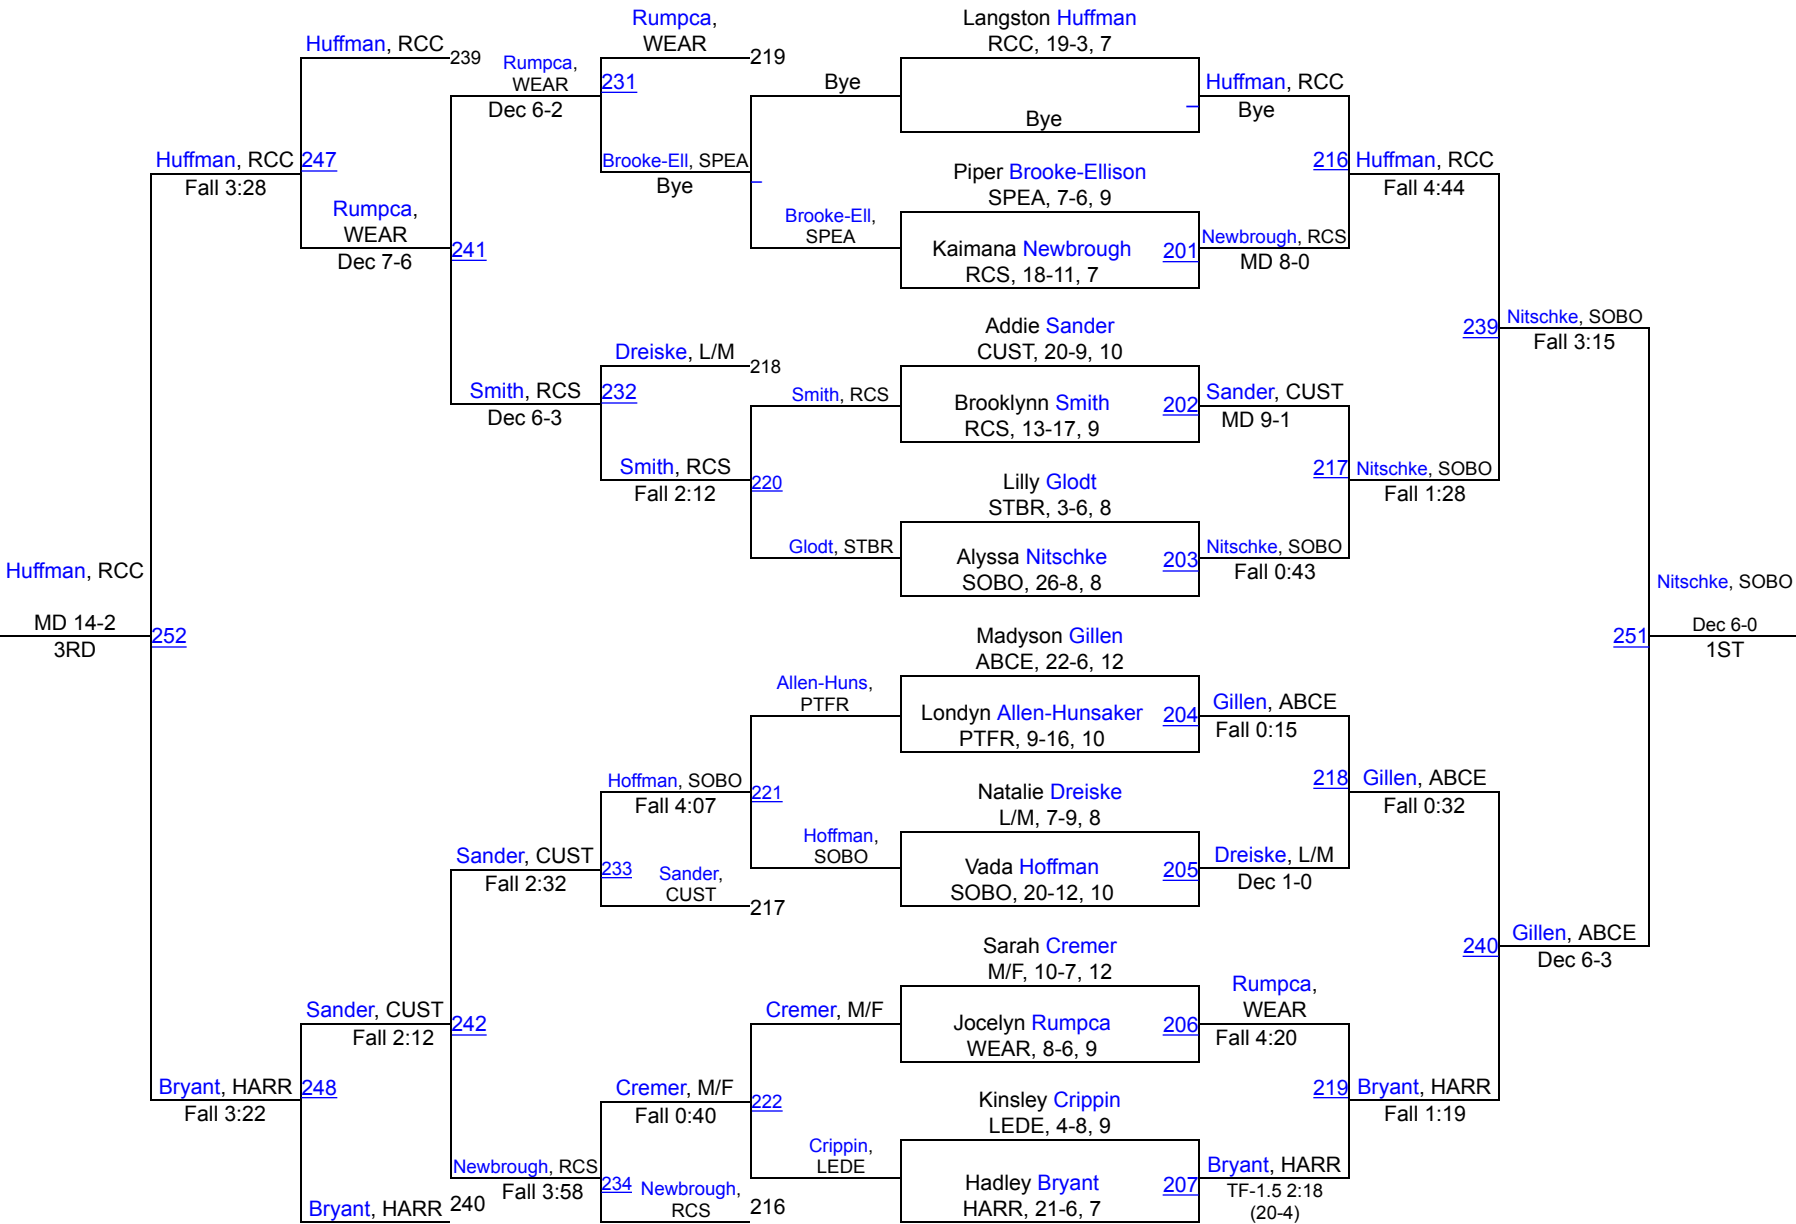 Huffman, RCC
MD 14-2
3RD
252
Huffman, RCC
Fall 3:28
Bryant, HARR
Fall 3:22
Huffman, RCC
239
247
Rumpca,
WEAR
Dec 7-6
Sander, CUST
Fall 2:12
248
Bryant, HARR
240
Rumpca,
WEAR
Dec 6-2
241
Smith, RCS
Dec 6-3
Sander, CUST
Fall 2:32
242
Newbrough, RCS
Fall 3:58
Rumpca,
WEAR
219
231
Brooke-Ell, SPEA
Bye
Dreiske, L/M
218
232
Smith, RCS
Fall 2:12
Hoffman, SOBO
Fall 4:07
233
Sander,
CUST
217
Cremer, M/F
Fall 0:40
234
Newbrough,
RCS
216
Bye
Brooke-Ell,
SPEA
Smith, RCS
220
Glodt, STBR
Allen-Huns,
PTFR
221
Hoffman,
SOBO
Cremer, M/F
222
Crippin,
LEDE
Langston Huffman
RCC, 19-3, 7
Bye
Piper Brooke-Ellison
SPEA, 7-6, 9
Kaimana Newbrough
RCS, 18-11, 7
201
Addie Sander
CUST, 20-9, 10
Brooklynn Smith
RCS, 13-17, 9
202
Lilly Glodt
STBR, 3-6, 8
Alyssa Nitschke
SOBO, 26-8, 8
203
Madyson Gillen
ABCE, 22-6, 12
Londyn Allen-Hunsaker
PTFR, 9-16, 10
204
Natalie Dreiske
L/M, 7-9, 8
Vada Hoffman
SOBO, 20-12, 10
205
Sarah Cremer
M/F, 10-7, 12
Jocelyn Rumpca
WEAR, 8-6, 9
206
Kinsley Crippin
LEDE, 4-8, 9
Hadley Bryant
HARR, 21-6, 7
207
Huffman, RCC
Bye
216
Newbrough, RCS
MD 8-0
Sander, CUST
MD 9-1
217
Nitschke, SOBO
Fall 0:43
Gillen, ABCE
Fall 0:15
218
Dreiske, L/M
Dec 1-0
Rumpca,
WEAR
Fall 4:20
219
Bryant, HARR
TF-1.5 2:18
(20-4)
Huffman, RCC
Fall 4:44
239
Nitschke, SOBO
Fall 1:28
Gillen, ABCE
Fall 0:32
240
Bryant, HARR
Fall 1:19
Nitschke, SOBO
Fall 3:15
251
Gillen, ABCE
Dec 6-3
Nitschke, SOBO
Dec 6-0
1ST